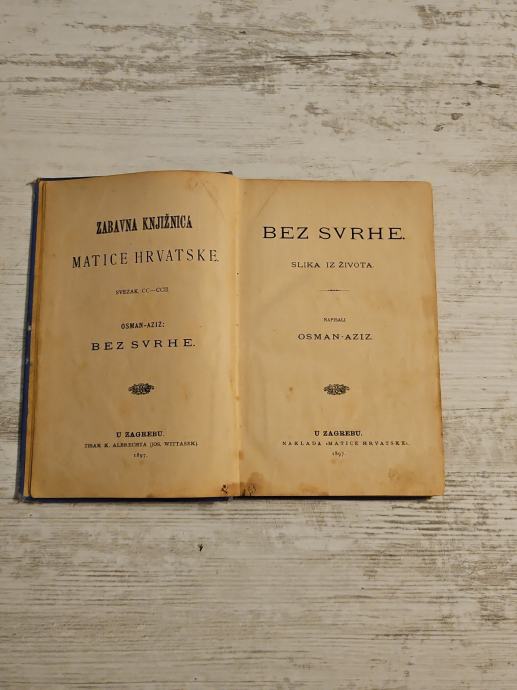 ZABAVNA KNJIŽNICA
MATICE HRVATSKE.
SVEZAK CC—CCII.
OSMAN-AZIZ:
BEZ SVRHE.
U ZAGREBU.
TISAK K. ALBRECHTA (JOS. WITTASEK).
1897.
BEZ SVRHE.
SLIKA IZ ŽIVOTA.
NAPISALI
OSMAN-AZIZ.
U ZAGREBU.
NAKLADA »MATICE HRVATSKE«.
1897.